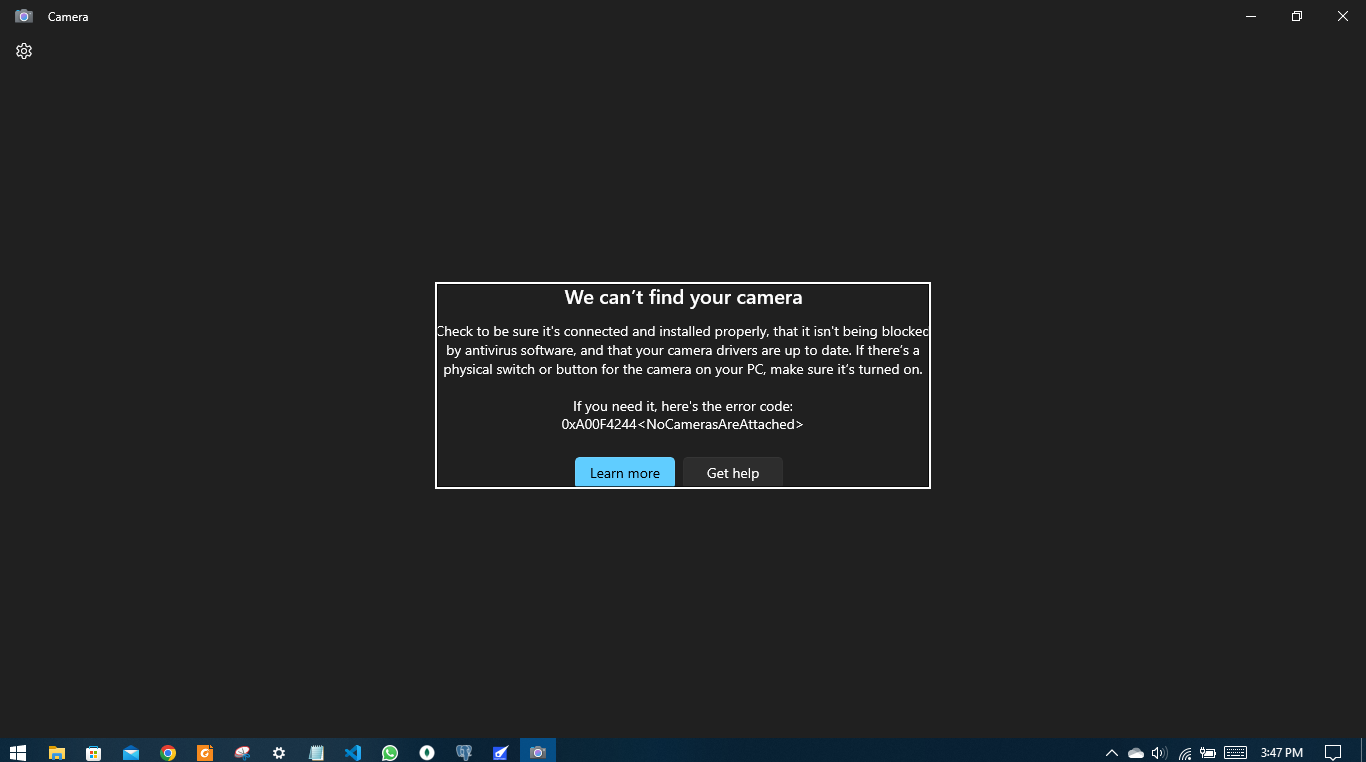 Camera
We can’t find your camera
Check to be sure it's connected and installed properly, that it isn't being blocked
by antivirus software, and that your camera drivers are up to date. If there’s a
physical switch or button for the camera on your PC, make sure it’s turned on.
If you need it, here's the error code:
0xA00F4244<NoCamerasAreAttached>
Learn more
Get help
3:47 PM